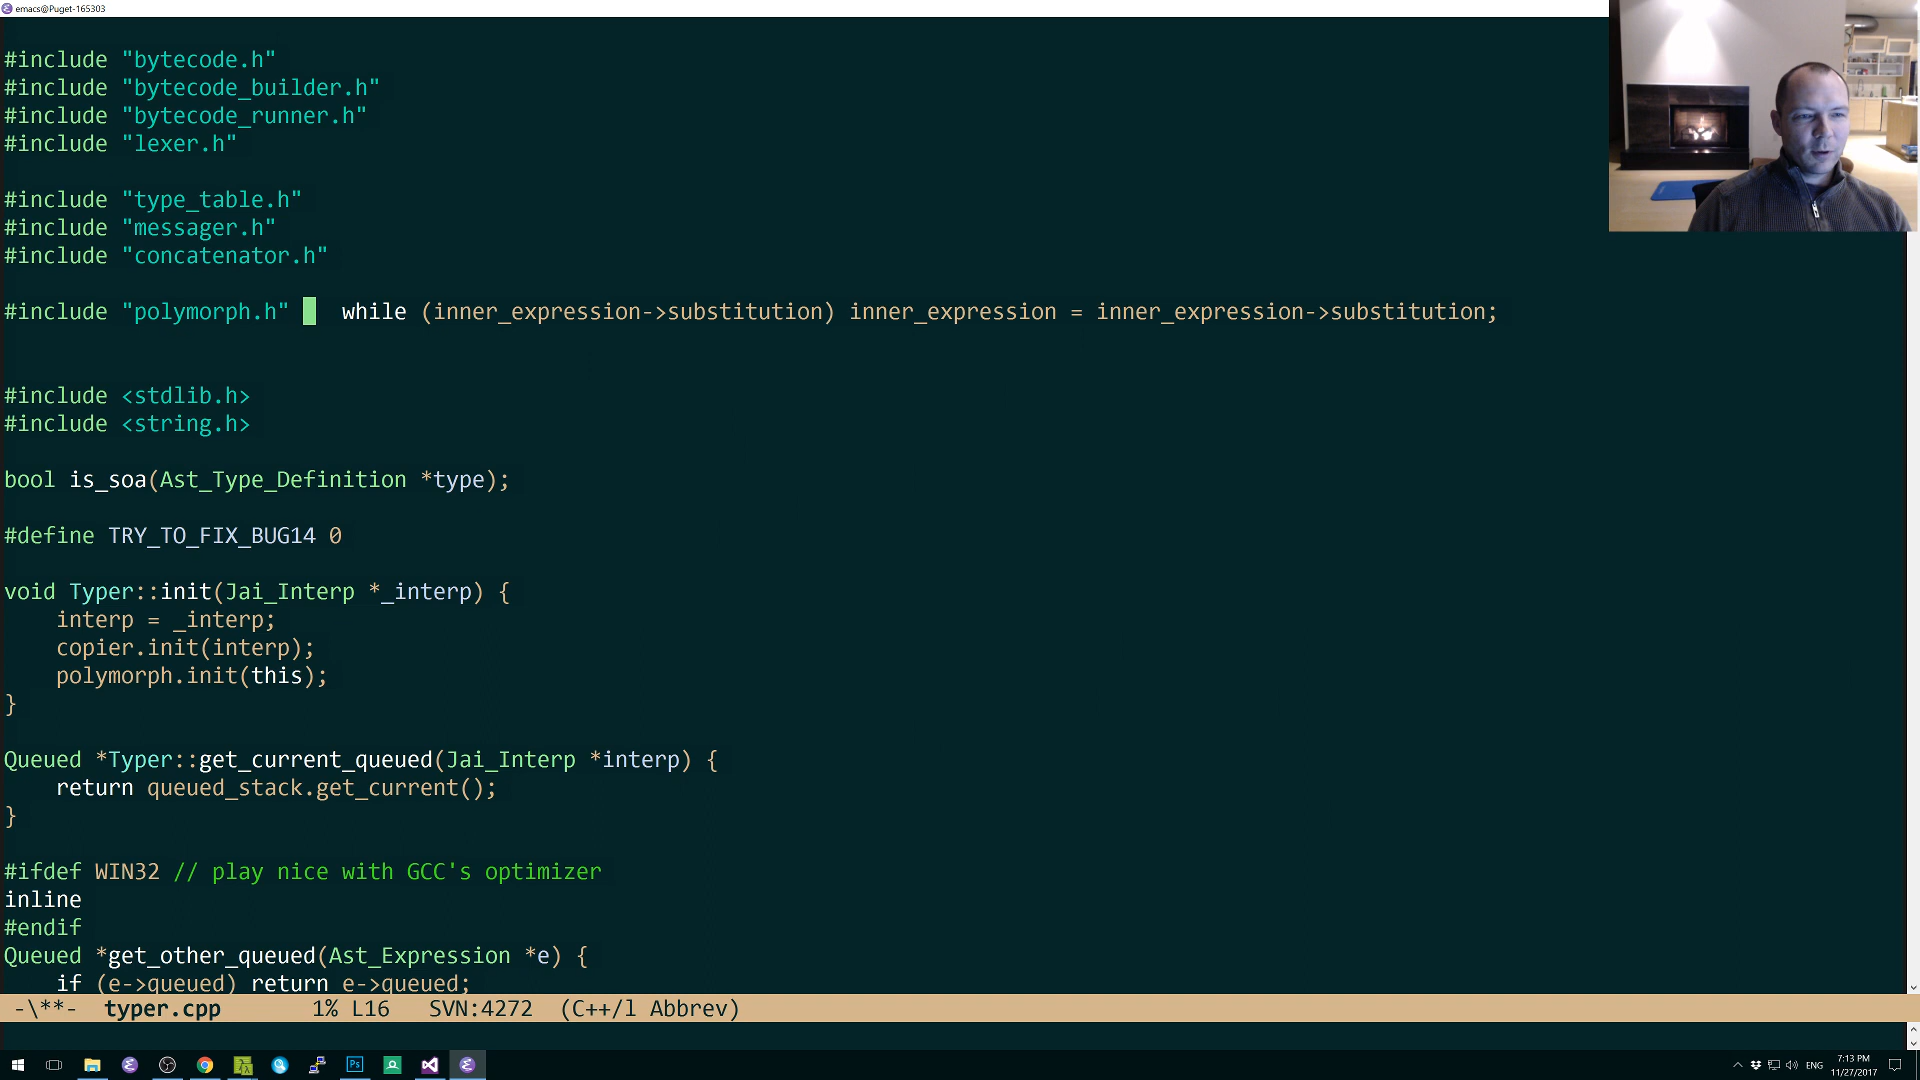 emacs@Puget-165303
#include "bytecode.h"
#include "bytecode_builder.h"
#include "bytecode_runner.h"
#include "lexer.h"
#include "type_table.h"
#include "messager.h"
#include "concatenator.h"
#include "polymorph.h"    while (inner_expression->substitution) inner_expression = inner_expression->substitution;
#include <stdlib.h>
#include <string.h>
bool is_soa(Ast_Type_Definition *type);
#define TRY_TO_FIX_BUG14 0
void Typer::init(Jai_Interp *_interp) {
    interp = _interp;
    copier.init(interp);
    polymorph.init(this);
}
Queued *Typer::get_current_queued(Jai_Interp *interp) {
    return queued_stack.get_current();
}
#ifdef WIN32 // play nice with GCC's optimizer
inline
#endif
Queued *get_other_queued(Ast_Expression *e) {
    if (e->queued) return e->queued;
-\**-  typer.cpp       1% L16   SVN:4272  (C++/l Abbrev)
Ps
ENG
7:13 PM
11/27/2017